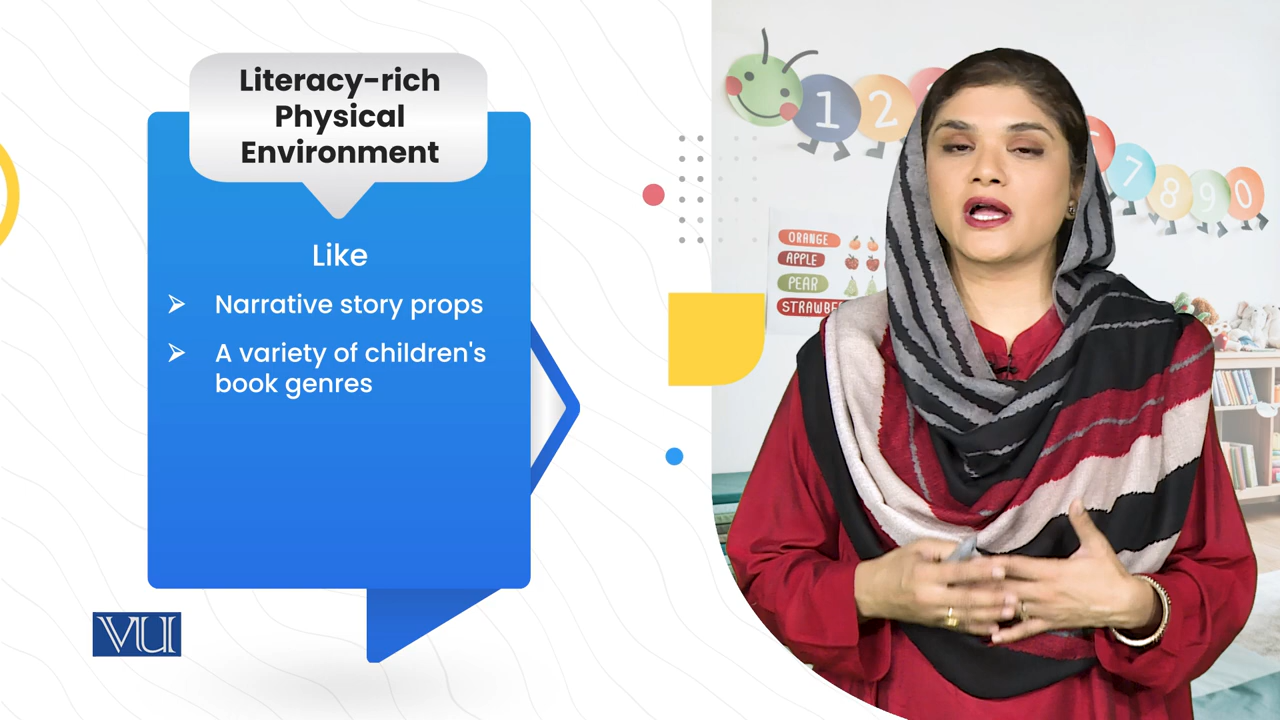 Literacy-rich
Physical
Environment
Like
➢ Narrative story props
➢ A variety of children's
book genres
VU
1 2
7 8 9 0
ORANGE
APPLE
PEAR
STRAWBE